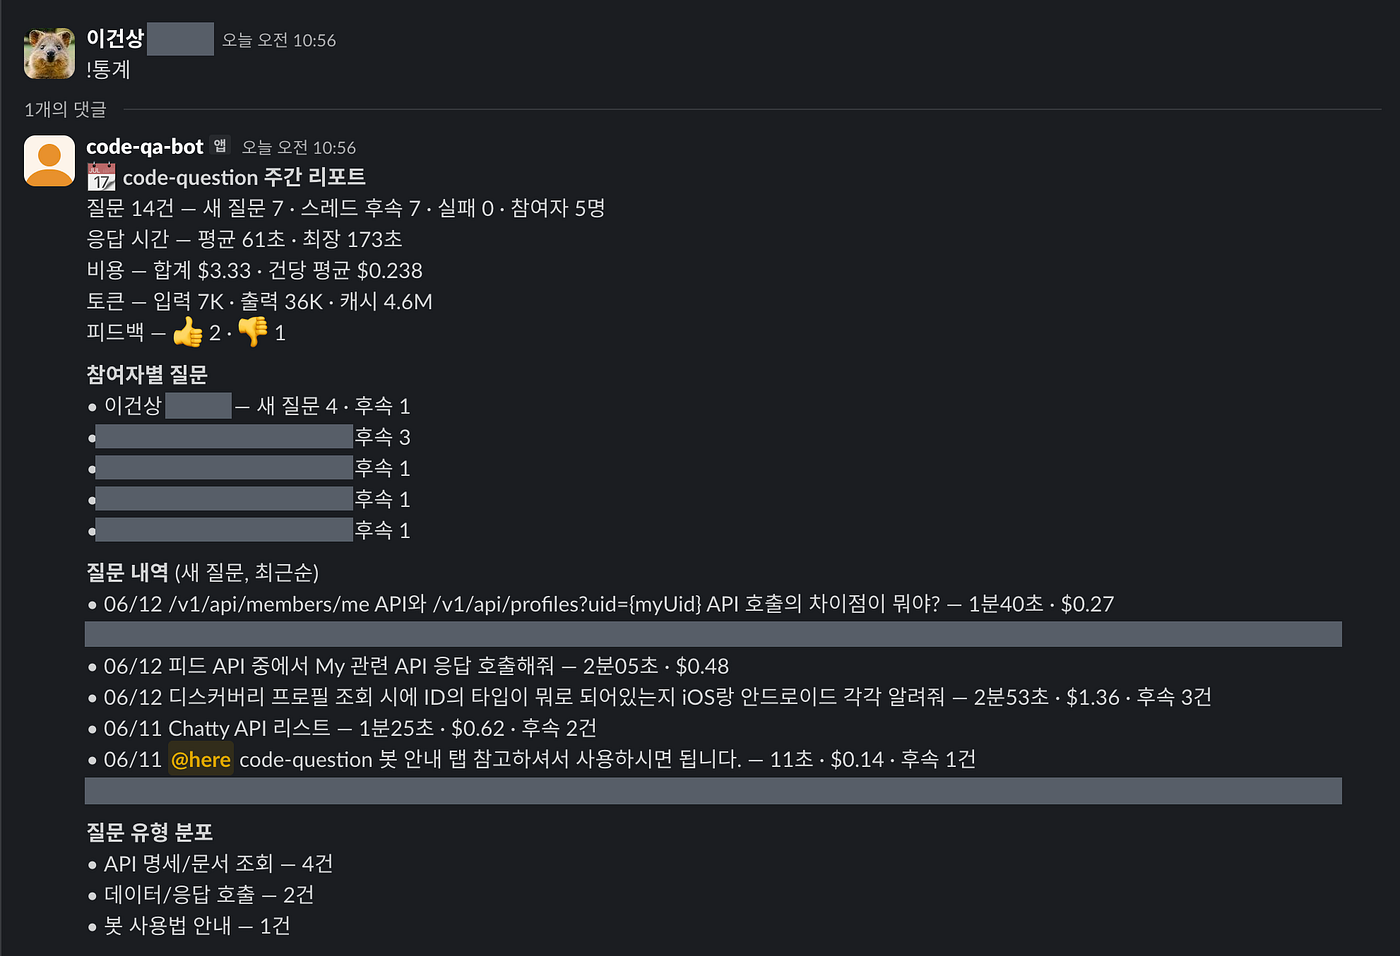 이건상 오늘 오전 10:56
!통계
1개의 댓글
code-qa-bot 앱 오늘 오전 10:56
JUL 17 code-question 주간 리포트
질문 14건 — 새 질문 7 · 스레드 후속 7 · 실패 0 · 참여자 5명
응답 시간 — 평균 61초 · 최장 173초
비용 — 합계 $3.33 · 건당 평균 $0.238
토큰 — 입력 7K · 출력 36K · 캐시 4.6M
피드백 — 👍 2 · 👎 1
참여자별 질문
• 이건상 — 새 질문 4 · 후속 1
• 후속 3
• 후속 1
• 후속 1
• 후속 1
질문 내역 (새 질문, 최근순)
• 06/12 /v1/api/members/me API와 /v1/api/profiles?uid={myUid} API 호출의 차이점이 뭐야? — 1분40초 · $0.27
• 06/12 피드 API 중에서 My 관련 API 응답 호출해줘 — 2분05초 · $0.48
• 06/12 디스커버리 프로필 조회 시에 ID의 타입이 뭐로 되어있는지 iOS랑 안드로이드 각각 알려줘 — 2분53초 · $1.36 · 후속 3건
• 06/11 Chatty API 리스트 — 1분25초 · $0.62 · 후속 2건
• 06/11 @here code-question 봇 안내 탭 참고하셔서 사용하시면 됩니다. — 11초 · $0.14 · 후속 1건
질문 유형 분포
• API 명세/문서 조회 — 4건
• 데이터/응답 호출 — 2건
• 봇 사용법 안내 — 1건